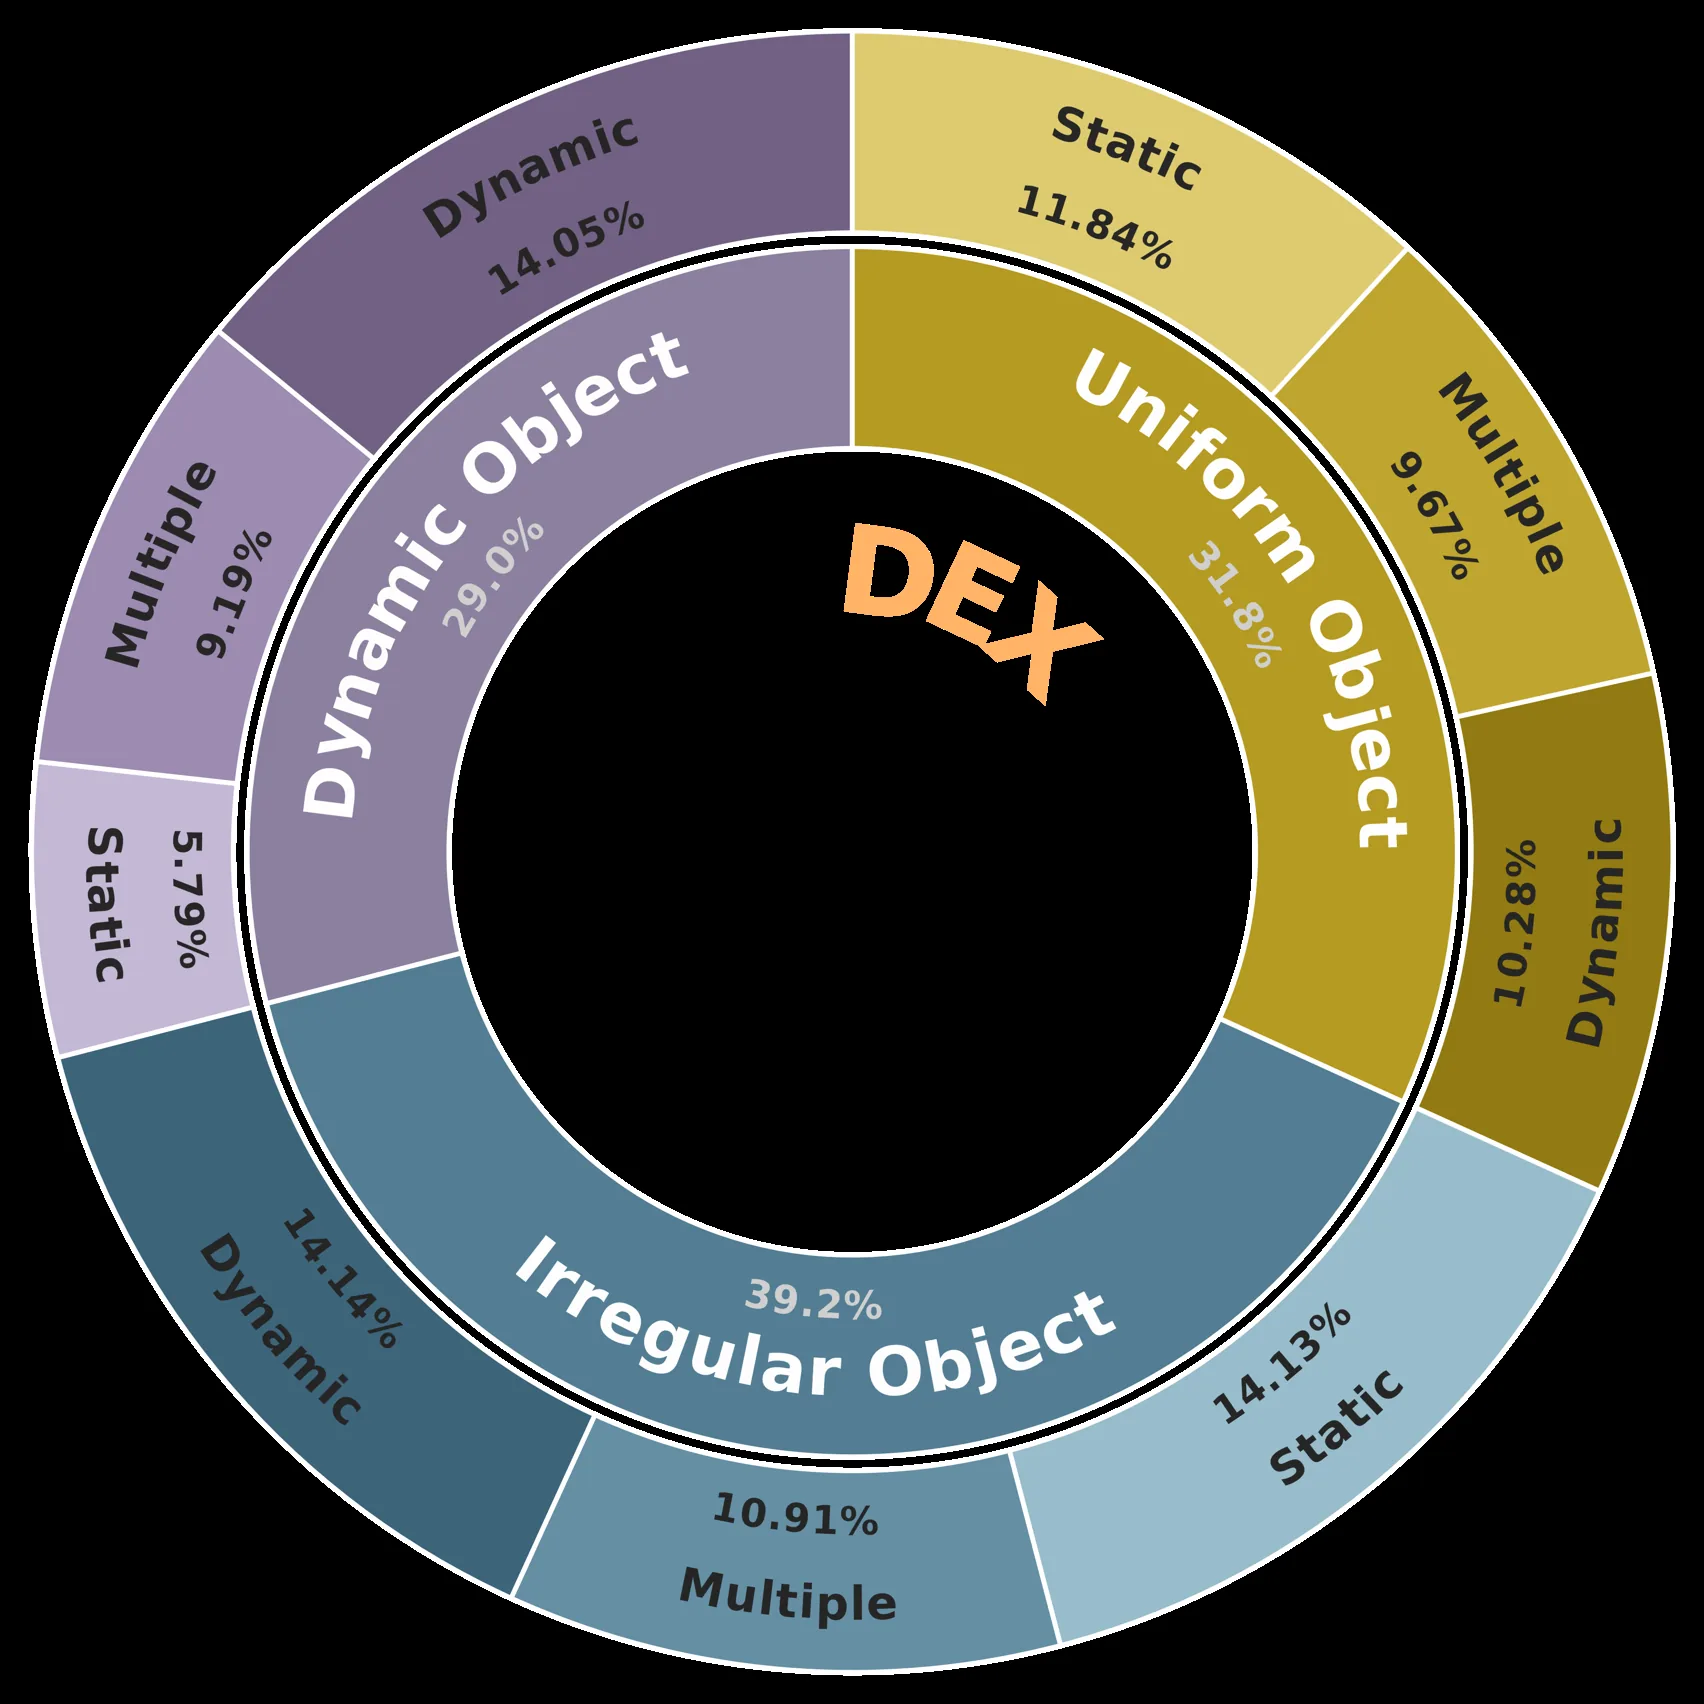 DEX
Uniform Object
31.8%
Static
11.84%
Multiple
9.67%
Dynamic
10.28%
Irregular Object
39.2%
Static
14.13%
Multiple
10.91%
Dynamic
14.14%
Dynamic Object
29.0%
Static
5.79%
Multiple
9.19%
Dynamic
14.05%